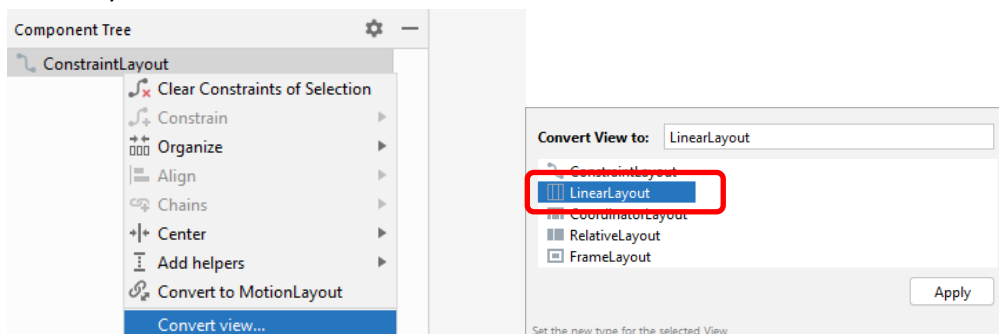 Component Tree
ConstraintLayout
Clear Constraints of Selection
Constrain
Organize
Align
Chains
Center
Add helpers
Convert to MotionLayout
Convert view...
Convert View to: LinearLayout
ConstraintLayout
LinearLayout
CoordinatorLayout
RelativeLayout
FrameLayout
Apply
Set the new type for the selected View